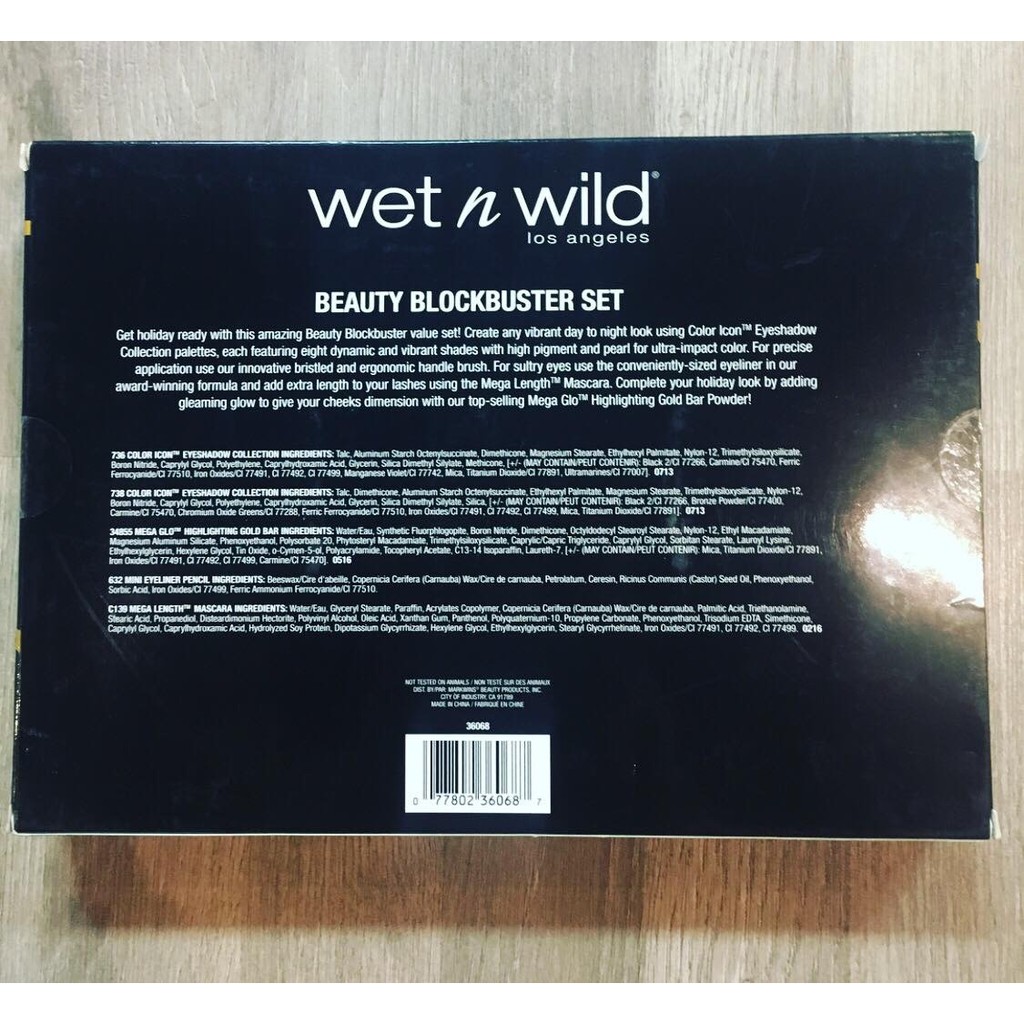 wet n wild®
los angeles
BEAUTY BLOCKBUSTER SET
Get holiday ready with this amazing Beauty Blockbuster value set! Create any vibrant day to night look using Color Icon™ Eyeshadow
Collection palettes, each featuring eight dynamic and vibrant shades with high pigment and pearl for ultra-impact color. For precise
application use our innovative bristled and ergonomic handle brush. For sultry eyes use the conveniently-sized eyeliner in our
award-winning formula and add extra length to your lashes using the Mega Length™ Mascara. Complete your holiday look by adding
gleaming glow to give your cheeks dimension with our top-selling Mega Glo™ Highlighting Gold Bar Powder!
736 COLOR ICON™ EYESHADOW COLLECTION INGREDIENTS: Talc, Aluminum Starch Octenylsuccinate, Dimethicone, Magnesium Stearate, Ethylhexyl Palmitate, Nylon-12, Trimethylsiloxysilicate,
Boron Nitride, Caprylyl Glycol, Polyethylene, Caprylhydroxamic Acid, Glycerin, Silica Dimethyl Silylate, Methicone, [+/- (MAY CONTAIN/PEUT CONTENIR): Black 2/CI 77266, Carmine/CI 75470, Ferric
Ferrocyanide/CI 77510, Iron Oxides/CI 77491, CI 77492, CI 77499, Manganese Violet/CI 77742, Mica, Titanium Dioxide/CI 77891, Ultramarines/CI 77007]. 0713
738 COLOR ICON™ EYESHADOW COLLECTION INGREDIENTS: Talc, Dimethicone, Aluminum Starch Octenylsuccinate, Ethylhexyl Palmitate, Magnesium Stearate, Trimethylsiloxysilicate, Nylon-12,
Boron Nitride, Caprylyl Glycol, Polyethylene, Caprylhydroxamic Acid, Glycerin, Silica Dimethyl Silylate, Silica, [+/- (MAY CONTAIN/PEUT CONTENIR): Black 2/CI 77266, Bronze Powder/CI 77400,
Carmine/CI 75470, Chromium Oxide Greens/CI 77288, Ferric Ferrocyanide/CI 77510, Iron Oxides/CI 77491, CI 77492, CI 77499, Mica, Titanium Dioxide/CI 77891]. 0713
34855 MEGA GLO™ HIGHLIGHTING GOLD BAR INGREDIENTS: Water/Eau, Synthetic Fluorphlogopite, Boron Nitride, Dimethicone, Octyldodecyl Stearoyl Stearate, Nylon-12, Ethyl Macadamiate,
Magnesium Aluminum Silicate, Phenoxyethanol, Polysorbate 20, Phytosteryl Macadamiate, Trimethylsiloxysilicate, Caprylic/Capric Triglyceride, Caprylyl Glycol, Sorbitan Stearate, Lauroyl Lysine,
Ethylhexylglycerin, Hexylene Glycol, Tin Oxide, o-Cymen-5-ol, Polyacrylamide, Tocopheryl Acetate, C13-14 Isoparaffin, Laureth-7, [+/- (MAY CONTAIN/PEUT CONTENIR): Mica, Titanium Dioxide/CI 77891,
Iron Oxides/CI 77491, CI 77492, CI 77499, Carmine/CI 75470]. 0516
632 MINI EYELINER PENCIL INGREDIENTS: Beeswax/Cire d'abeille, Copernicia Cerifera (Carnauba) Wax/Cire de carnauba, Petrolatum, Ceresin, Ricinus Communis (Castor) Seed Oil, Phenoxyethanol,
Sorbic Acid, Iron Oxides/CI 77499, Ferric Ammonium Ferrocyanide/CI 77510.
C139 MEGA LENGTH™ MASCARA INGREDIENTS: Water/Eau, Glyceryl Stearate, Paraffin, Acrylates Copolymer, Copernicia Cerifera (Carnauba) Wax/Cire de carnauba, Palmitic Acid, Triethanolamine,
Stearic Acid, Propanediol, Disteardimonium Hectorite, Polyvinyl Alcohol, Oleic Acid, Xanthan Gum, Panthenol, Polyquaternium-10, Propylene Carbonate, Phenoxyethanol, Trisodium EDTA, Simethicone,
Caprylyl Glycol, Caprylhydroxamic Acid, Hydrolyzed Soy Protein, Dipotassium Glycyrrhizate, Hexylene Glycol, Ethylhexylglycerin, Stearyl Glycyrrhetinate, Iron Oxides/CI 77491, CI 77492, CI 77499. 0216
NOT TESTED ON ANIMALS / NON TESTÉ SUR DES ANIMAUX
DIST. BY/PAR: MARKWINS® BEAUTY PRODUCTS, INC.
CITY OF INDUSTRY, CA 91789
MADE IN CHINA / FABRIQUÉ EN CHINE
36068
0 77802 36068 7